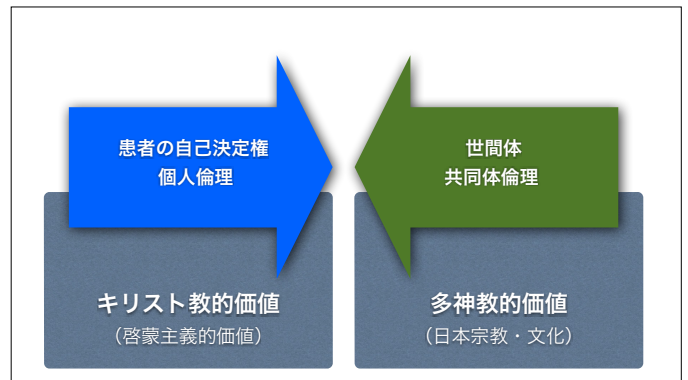 患者の自己決定権
個人倫理
世間体
共同体倫理
キリスト教的価値
（啓蒙主義的価値）
多神教的価値
（日本宗教・文化）